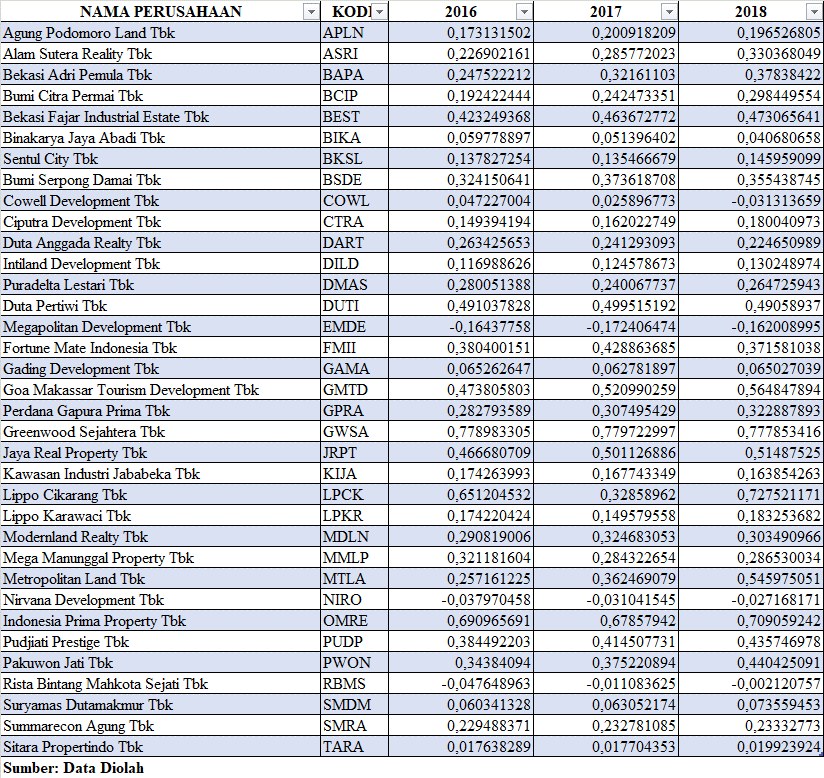 NAMA PERUSAHAAN KODE 2016 2017 2018
Agung Podomoro Land Tbk APLN 0,173131502 0,200918209 0,196526805
Alam Sutera Reality Tbk ASRI 0,226902161 0,285772023 0,330368049
Bekasi Adri Pemula Tbk BAPA 0,247522212 0,32161103 0,37838422
Bumi Citra Permai Tbk BCIP 0,192422444 0,242473351 0,298449554
Bekasi Fajar Industrial Estate Tbk BEST 0,423249368 0,463672772 0,473065641
Binakarya Jaya Abadi Tbk BIKA 0,059778897 0,051396402 0,040680658
Sentul City Tbk BKSL 0,137827254 0,135466679 0,145959099
Bumi Serpong Damai Tbk BSDE 0,324150641 0,373618708 0,355438745
Cowell Development Tbk COWL 0,047227004 0,025896773 -0,031313659
Ciputra Development Tbk CTRA 0,149394194 0,162022749 0,180040973
Duta Anggada Realty Tbk DART 0,263425653 0,241293093 0,224650989
Intiland Development Tbk DILD 0,116988626 0,124578673 0,130248974
Puradelta Lestari Tbk DMAS 0,280051388 0,240067737 0,264725943
Duta Pertiwi Tbk DUTI 0,491037828 0,499515192 0,49058937
Megapolitan Development Tbk EMDE -0,16437758 -0,172406474 -0,162008995
Fortune Mate Indonesia Tbk FMII 0,380400151 0,428863685 0,371581038
Gading Development Tbk GAMA 0,065262647 0,062781897 0,065027039
Goa Makassar Tourism Development Tbk GMTD 0,473805803 0,520990259 0,564847894
Perdana Gapura Prima Tbk GPRA 0,282793589 0,307495429 0,322887893
Greenwood Sejahtera Tbk GWSA 0,778983305 0,779722997 0,777853416
Jaya Real Property Tbk JRPT 0,466680709 0,501126886 0,51487525
Kawasan Industri Jababeka Tbk KIJA 0,174263993 0,167743349 0,163854263
Lippo Cikarang Tbk LPCK 0,651204532 0,32858962 0,727521171
Lippo Karawaci Tbk LPKR 0,174220424 0,149579558 0,183253682
Modernland Realty Tbk MDLN 0,290819006 0,324683053 0,303490966
Mega Manunggal Property Tbk MMLP 0,321181604 0,284322654 0,286530034
Metropolitan Land Tbk MTLA 0,257161225 0,362469079 0,545975051
Nirvana Development Tbk NIRO -0,037970458 -0,031041545 -0,027168171
Indonesia Prima Property Tbk OMRE 0,690965691 0,67857942 0,709059242
Pudjiati Prestige Tbk PUDP 0,384492203 0,414507731 0,435746978
Pakuwon Jati Tbk PWON 0,34384094 0,375220894 0,440425091
Rista Bintang Mahkota Sejati Tbk RBMS -0,047648963 -0,011083625 -0,002120757
Suryamas Dutamakmur Tbk SMDM 0,060341328 0,063052174 0,073559453
Summarecon Agung Tbk SMRA 0,229488371 0,232781085 0,23332773
Sitara Propertindo Tbk TARA 0,017638289 0,017704353 0,019923924
Sumber: Data Diolah